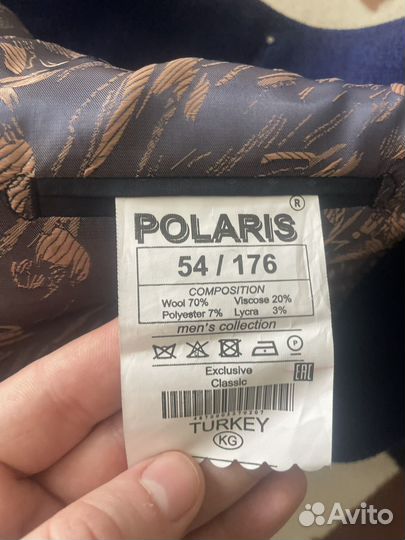 POLARIS ®
54 / 176
COMPOSITION
Wool 70% Viscose 20%
Polyester 7% Lycra 3%
men's collection
P
Exclusive
Classic
EAC
TURKEY
KG
Avito